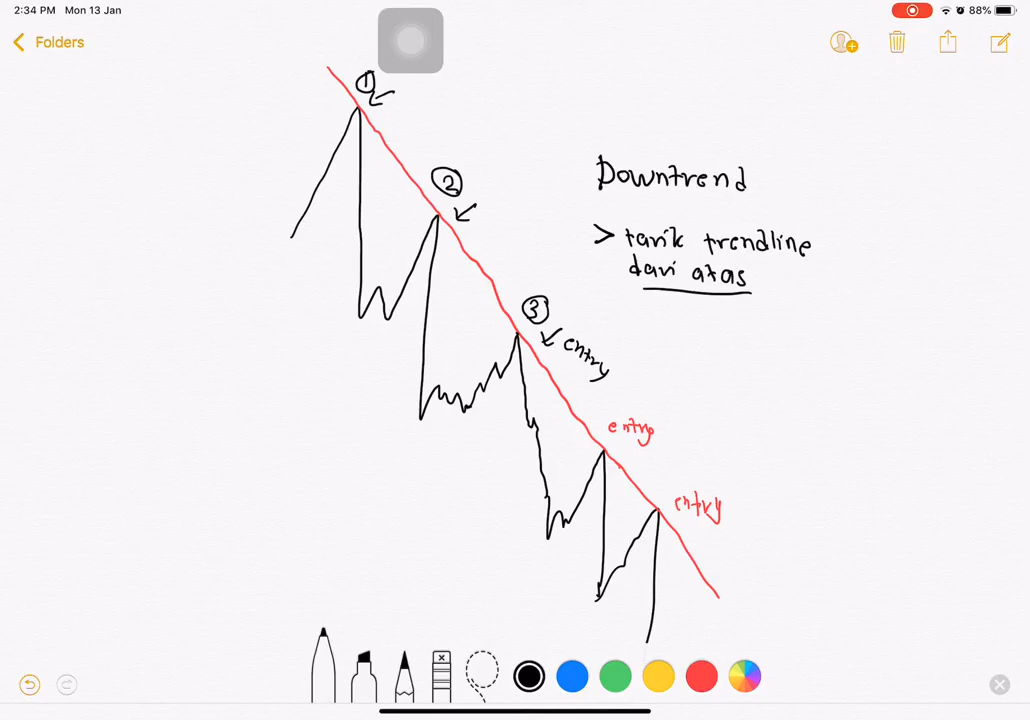 2:34 PM Mon 13 Jan
88%
Folders
1
2
Downtrend
> tarik trendline
dari atas
3
entry
entry
entry